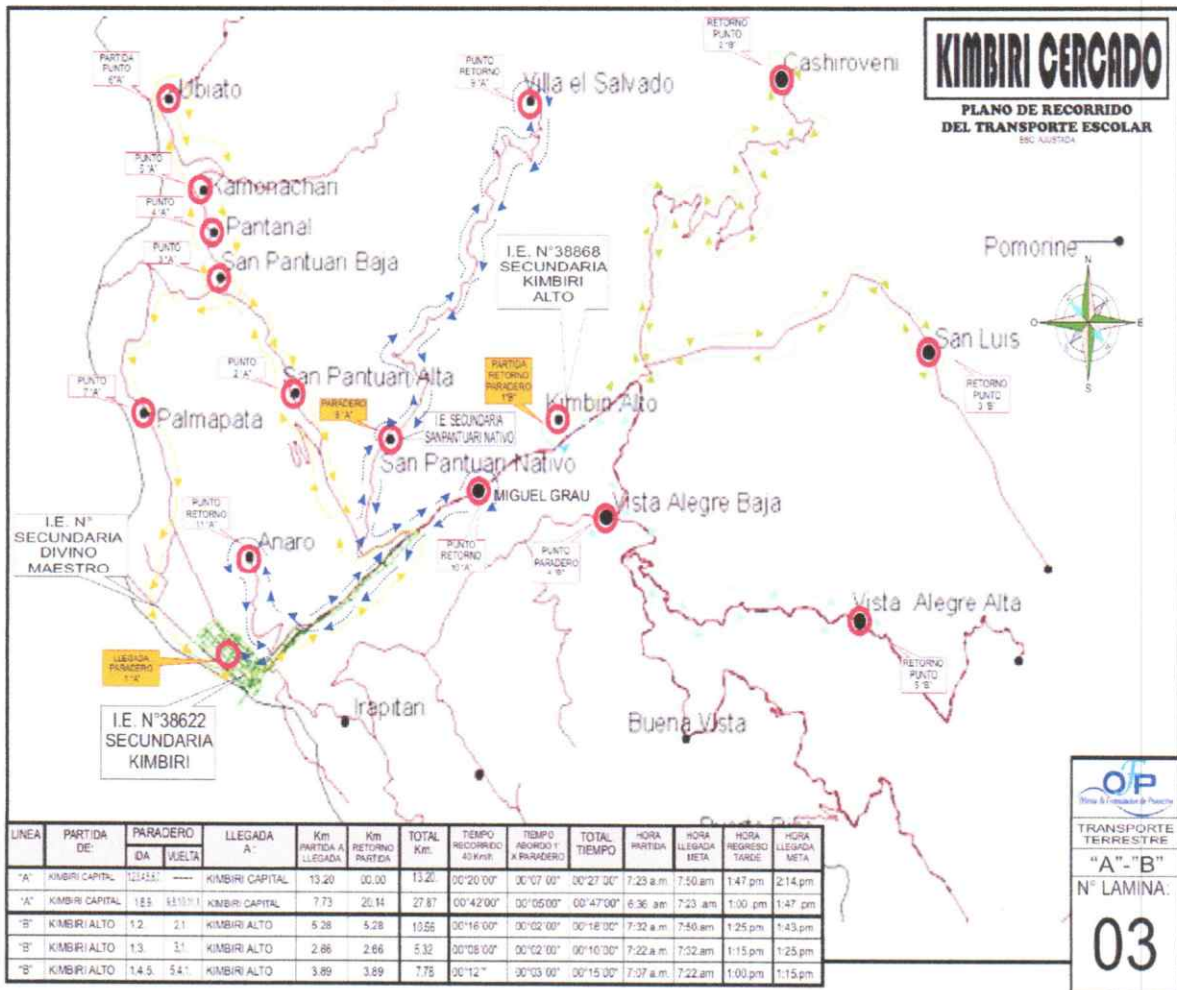 KIMBIRI CERCADO
PLANO DE RECORRIDO
DEL TRANSPORTE ESCOLAR
PARTIDA
PUNTO
6"A"
Ubiato
PUNTO
RETORNO
9"A"
Villa el Salvado
RETORNO
PUNTO
2"B"
Cashiroveni
PUNTO
5"A"
Kamonachari
PUNTO
4"A"
Pantanal
PUNTO
3"A"
San Pantuari Baja
I.E. N°38868
SECUNDARIA
KIMBIRI
ALTO
Pomorine
N
O
E
S
San Luis
RETORNO
PUNTO
3"B"
PUNTO
2"A"
San Pantuari Alta
PUNTO
7"A"
Palmapata
PARADERO
8"A"
I.E. SECUNDARIA
SANPANTUARI NATIVO
San Pantuari Nativo
PARTIDA
RETORNO
PARADERO
1"B"
Kimbiri Alto
MIGUEL GRAU
PUNTO
RETORNO
10"A"
Vista Alegre Baja
PUNTO
PARADERO
4"B"
PUNTO
RETORNO
11"A"
Anaro
I.E. N°
SECUNDARIA
DIVINO
MAESTRO
Vista Alegre Alta
RETORNO
PUNTO
5"B"
LLEGADA
PARADERO
1"A"
I.E. N°38622
SECUNDARIA
KIMBIRI
Irapitari
Buena Vista
OFP
TRANSPORTE
TERRESTRE
"A"-"B"
N° LAMINA:
03
LINEA PARTIDA DE: PARADERO IDA VUELTA LLEGADA A: Km PARTIDA A LLEGADA Km RETORNO PARTIDA TOTAL Km. TIEMPO RECORRIDO 40 Km/h TIEMPO ABORDO Y X PARADERO TOTAL TIEMPO HORA PARTIDA HORA LLEGADA META HORA REGRESO TARDE HORA LLEGADA META
"A" KIMBIRI CAPITAL ----- KIMBIRI CAPITAL 13.20 00.00 13.20 00°20'00" 00°07'00" 00°27'00" 7:23 a.m. 7:50.am 1:47.pm 2:14.pm
"A" KIMBIRI CAPITAL 1.8.9. KIMBIRI CAPITAL 7.73 20.14 27.87 00°42'00" 00°05'00" 00°47'00" 6:36 am 7:23 .am 1:00 .pm 1:47 .pm
"B" KIMBIRI ALTO 1.2. 2.1. KIMBIRI ALTO 5.28 5.28 10.56 00°16'00" 00°02'00" 00°18'00" 7:32 a.m. 7:50.am 1:25.pm 1:43.pm
"B" KIMBIRI ALTO 1.3. 3.1. KIMBIRI ALTO 2.66 2.66 5.32 00°08'00" 00°02'00" 00°10'00" 7:22 a.m. 7:32.am 1:15.pm 1:25.pm
"B" KIMBIRI ALTO 1.4.5. 5.4.1. KIMBIRI ALTO 3.89 3.89 7.78 00°12'" 00°03'00" 00°15'00" 7:07 a.m. 7:22.am 1:00.pm 1:15.pm